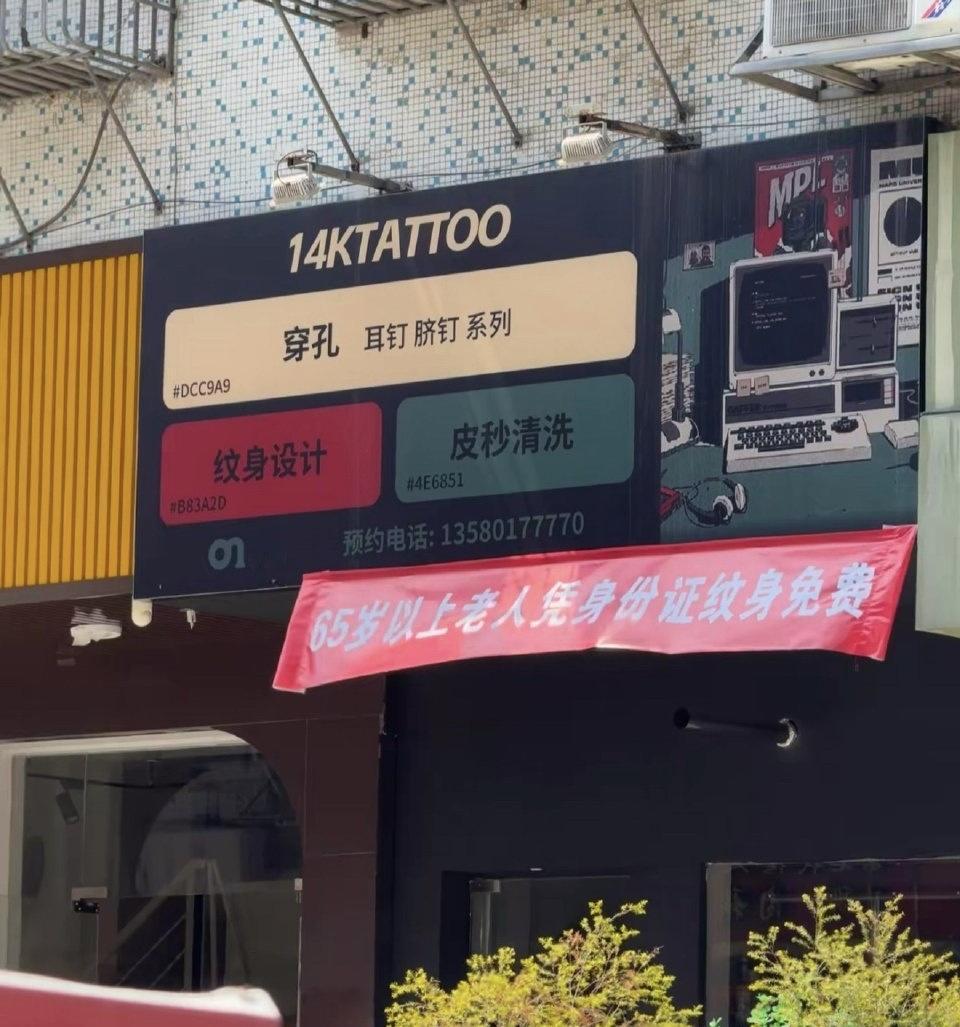 14KTATTOO
穿孔 耳钉 脐钉 系列
#DCC9A9
纹身设计
#B83A2D
皮秒清洗
#4E6851
预约电话: 13580177770
65岁以上老人凭身份证纹身免费